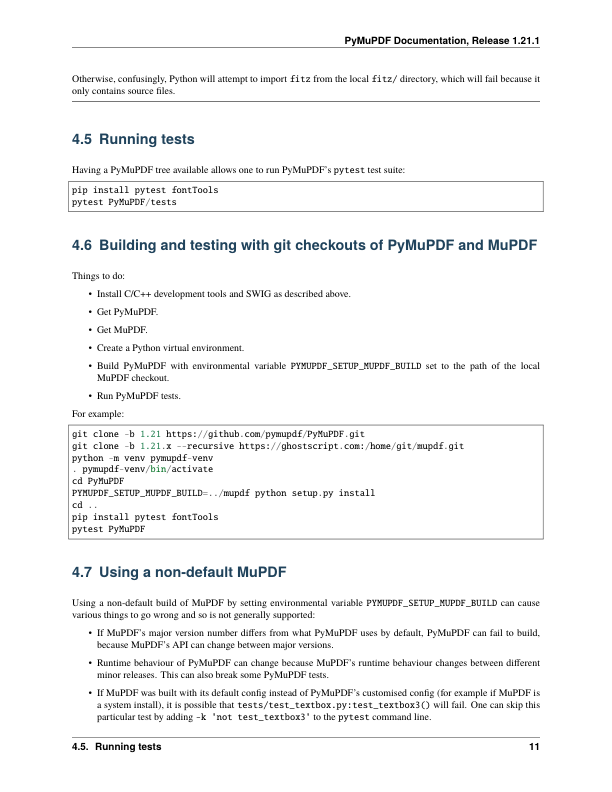 PyMuPDF Documentation, Release 1.21.1
Otherwise, confusingly, Python will attempt to import fitz from the local fitz/ directory, which will fail because it
only contains source files.
4.5 Running tests
Having a PyMuPDF tree available allows one to run PyMuPDF's pytest test suite:
pip install pytest fontTools
pytest PyMuPDF/tests
4.6 Building and testing with git checkouts of PyMuPDF and MuPDF
Things to do:
• Install C/C++ development tools and SWIG as described above.
• Get PyMuPDF.
• Get MuPDF.
• Create a Python virtual environment.
• Build PyMuPDF with environmental variable PYMUPDF_SETUP_MUPDF_BUILD set to the path of the local
MuPDF checkout.
• Run PyMuPDF tests.
For example:
git clone -b 1.21 https://github.com/pymupdf/PyMuPDF.git
git clone -b 1.21.x --recursive https://ghostscript.com:/home/git/mupdf.git
python -m venv pymupdf-venv
. pymupdf-venv/bin/activate
cd PyMuPDF
PYMUPDF_SETUP_MUPDF_BUILD=../mupdf python setup.py install
cd ..
pip install pytest fontTools
pytest PyMuPDF
4.7 Using a non-default MuPDF
Using a non-default build of MuPDF by setting environmental variable PYMUPDF_SETUP_MUPDF_BUILD can cause
various things to go wrong and so is not generally supported:
• If MuPDF's major version number differs from what PyMuPDF uses by default, PyMuPDF can fail to build,
because MuPDF's API can change between major versions.
• Runtime behaviour of PyMuPDF can change because MuPDF's runtime behaviour changes between different
minor releases. This can also break some PyMuPDF tests.
• If MuPDF was built with its default config instead of PyMuPDF's customised config (for example if MuPDF is
a system install), it is possible that tests/test_textbox.py:test_textbox3() will fail. One can skip this
particular test by adding -k 'not test_textbox3' to the pytest command line.
4.5. Running tests 11